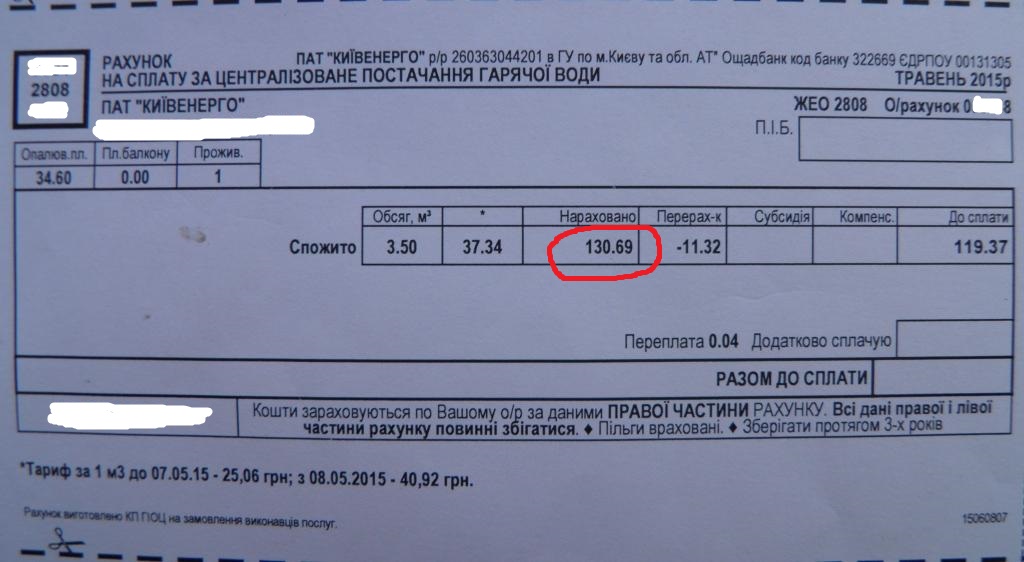 РАХУНОК
ПАТ "КИЇВЕНЕРГО" р/р 260363044201 в ГУ по м.Києву та обл. АТ" Ощадбанк код банку 322669 ЄДРПОУ 00131305
НА СПЛАТУ ЗА ЦЕНТРАЛІЗОВАНЕ ПОСТАЧАННЯ ГАРЯЧОЇ ВОДИ
ТРАВЕНЬ 2015р
2808
ПАТ "КИЇВЕНЕРГО"
ЖЕО 2808 О/рахунок 0. 8
П.І.Б.
Опалюв.пл. Пл.балкону Прожив.
34.60 0.00 1
Обсяг, м³ * Нараховано Перерах-к Субсидія Компенс. До сплати
Спожито 3.50 37.34 130.69 -11.32 119.37
Переплата 0.04 Додатково сплачую
РАЗОМ ДО СПЛАТИ
Кошти зараховуються по Вашому о/р за даними ПРАВОЇ ЧАСТИНИ РАХУНКУ. Всі дані правої і лівої
частини рахунку повинні збігатися. ♦ Пільги враховані. ♦ Зберігати протягом 3-х років
*Тариф за 1 м3 до 07.05.15 - 25,06 грн; з 08.05.2015 - 40,92 грн.
Рахунок виготовлено КП ГІОЦ на замовлення виконавців послуг.
15060807